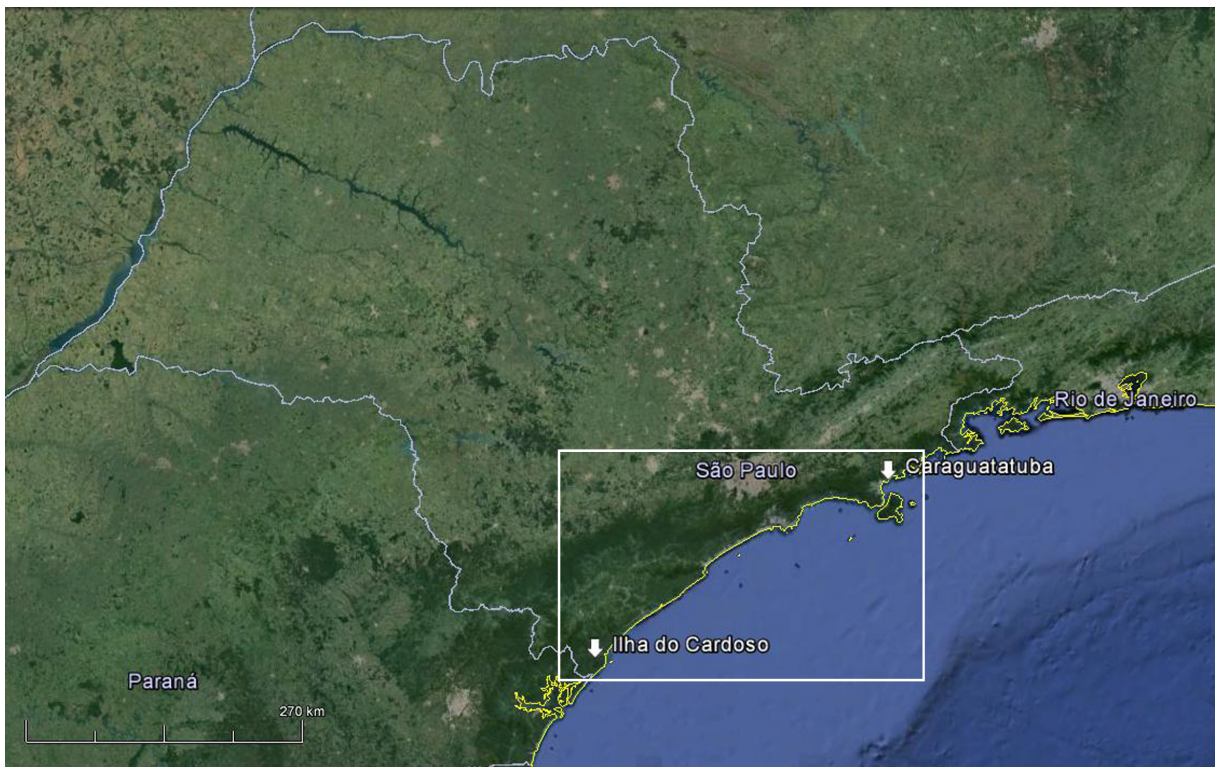 Rio de Janeiro
São Paulo
Caraguatatuba
Ilha do Cardoso
Paraná
270 km